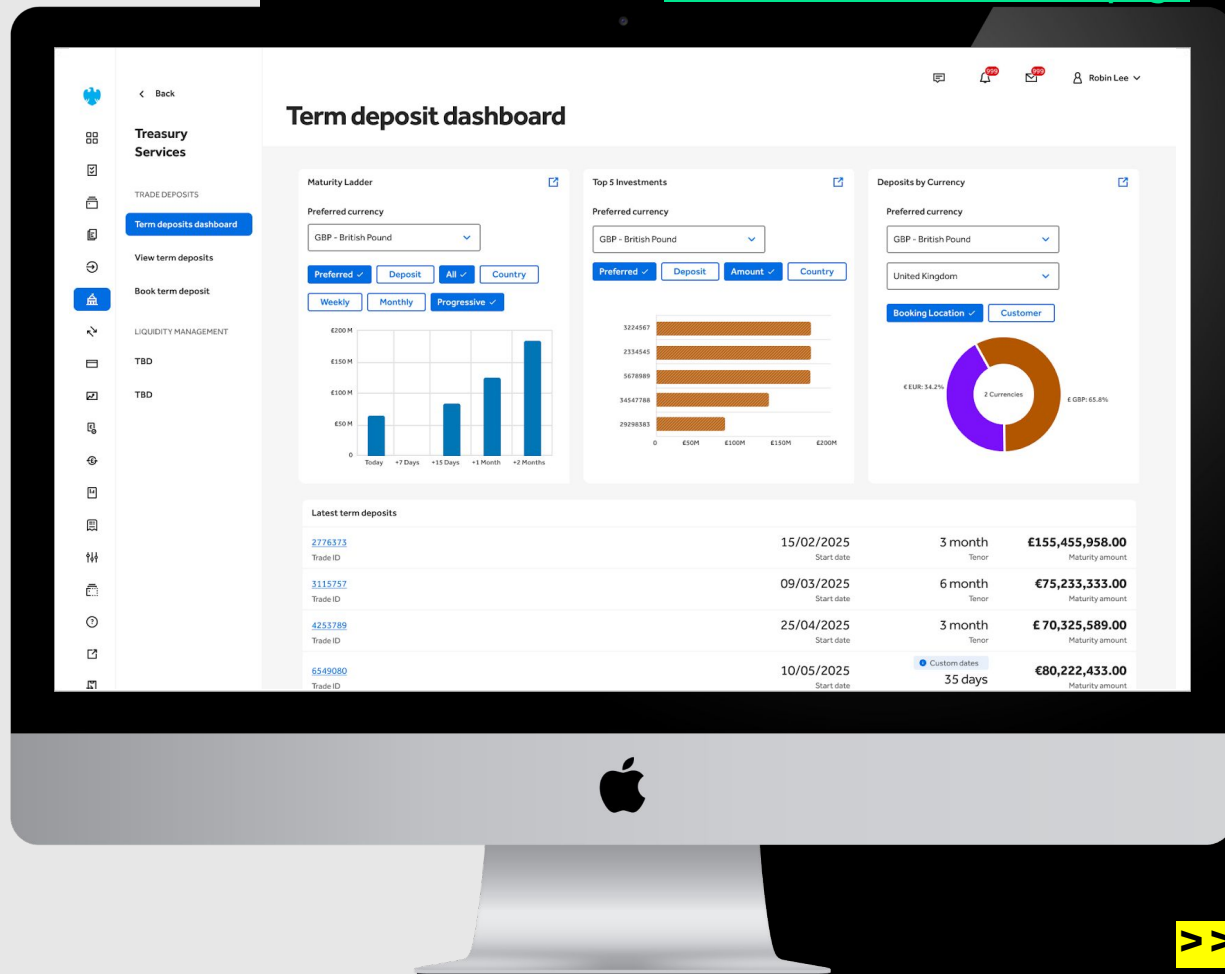 999
999
Robin Lee
Back
Term deposit dashboard
Treasury
Services
TRADE DEPOSITS
Term deposits dashboard
View term deposits
Book term deposit
LIQUIDITY MANAGEMENT
TBD
TBD
Maturity Ladder
Preferred currency
GBP - British Pound
Preferred ✓ Deposit All ✓ Country
Weekly Monthly Progressive ✓
£200 M
£150 M
£100 M
£50 M
0
Today +7 Days +15 Days +1 Month +2 Months
Top 5 Investments
Preferred currency
GBP - British Pound
Preferred ✓ Deposit Amount ✓ Country
3224567
2334545
5678989
34547788
29298383
0 £50M £100M £150M £200M
Deposits by Currency
Preferred currency
GBP - British Pound
United Kingdom
Booking Location ✓ Customer
€ EUR: 34.2%
2 Currencies
£ GBP: 65.8%
Latest term deposits
2776373 15/02/2025 3 month £155,455,958.00
Trade ID Start date Tenor Maturity amount
3115757 09/03/2025 6 month €75,233,333.00
Trade ID Start date Tenor Maturity amount
4253789 25/04/2025 3 month £ 70,325,589.00
Trade ID Start date Tenor Maturity amount
Custom dates
6549080 10/05/2025 35 days €80,222,433.00
Trade ID Start date Maturity amount
>>